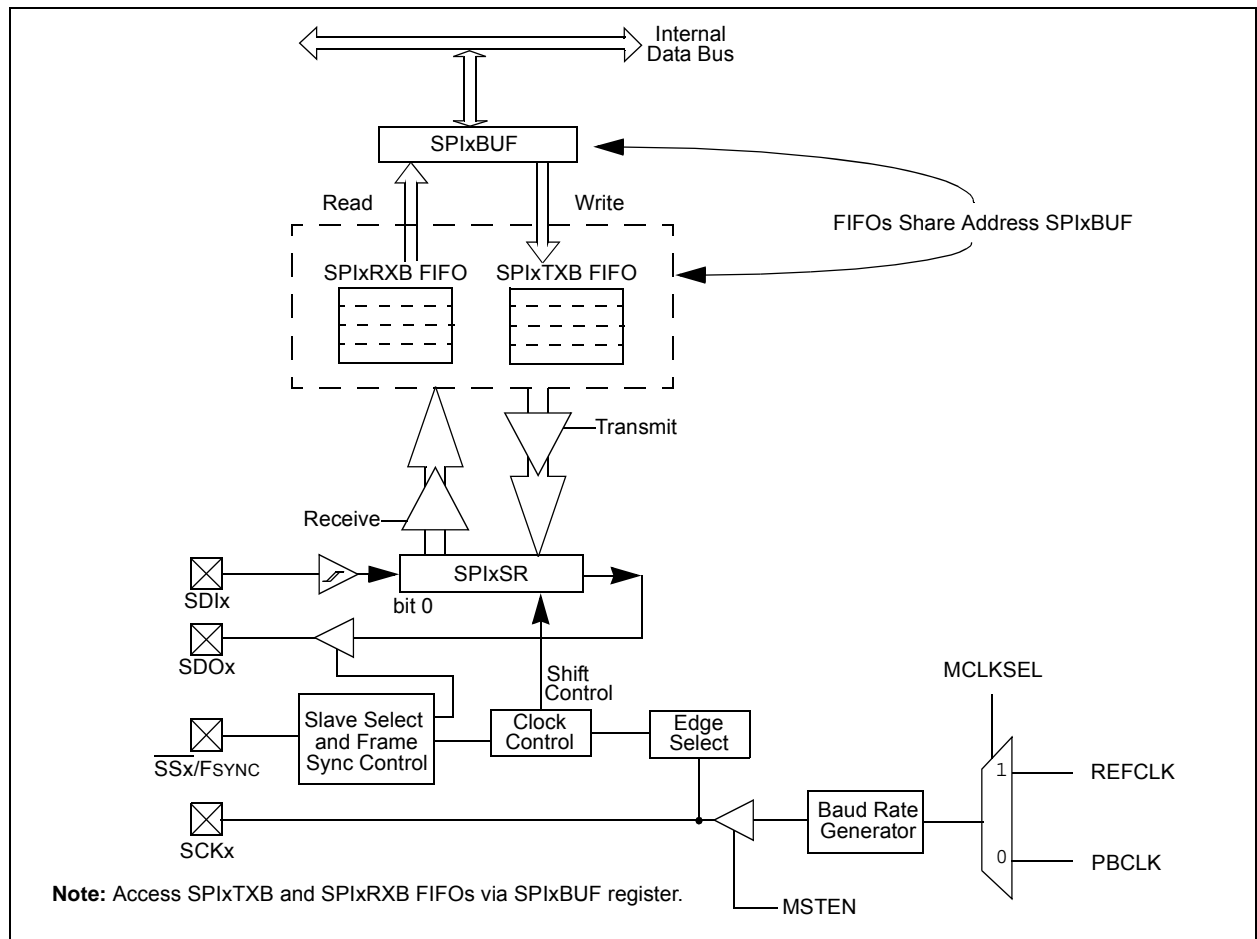 Internal
Data Bus
SPIxBUF
Read
Write
FIFOs Share Address SPIxBUF
SPIxRXB FIFO
SPIxTXB FIFO
Transmit
Receive
SPIxSR
SDIx
bit 0
SDOx
Shift
Control
MCLKSEL
Slave Select
and Frame
Sync Control
Clock
Control
Edge
Select
SSx/FSYNC
1
REFCLK
Baud Rate
Generator
SCKx
0
PBCLK
Note: Access SPIxTXB and SPIxRXB FIFOs via SPIxBUF register.
MSTEN